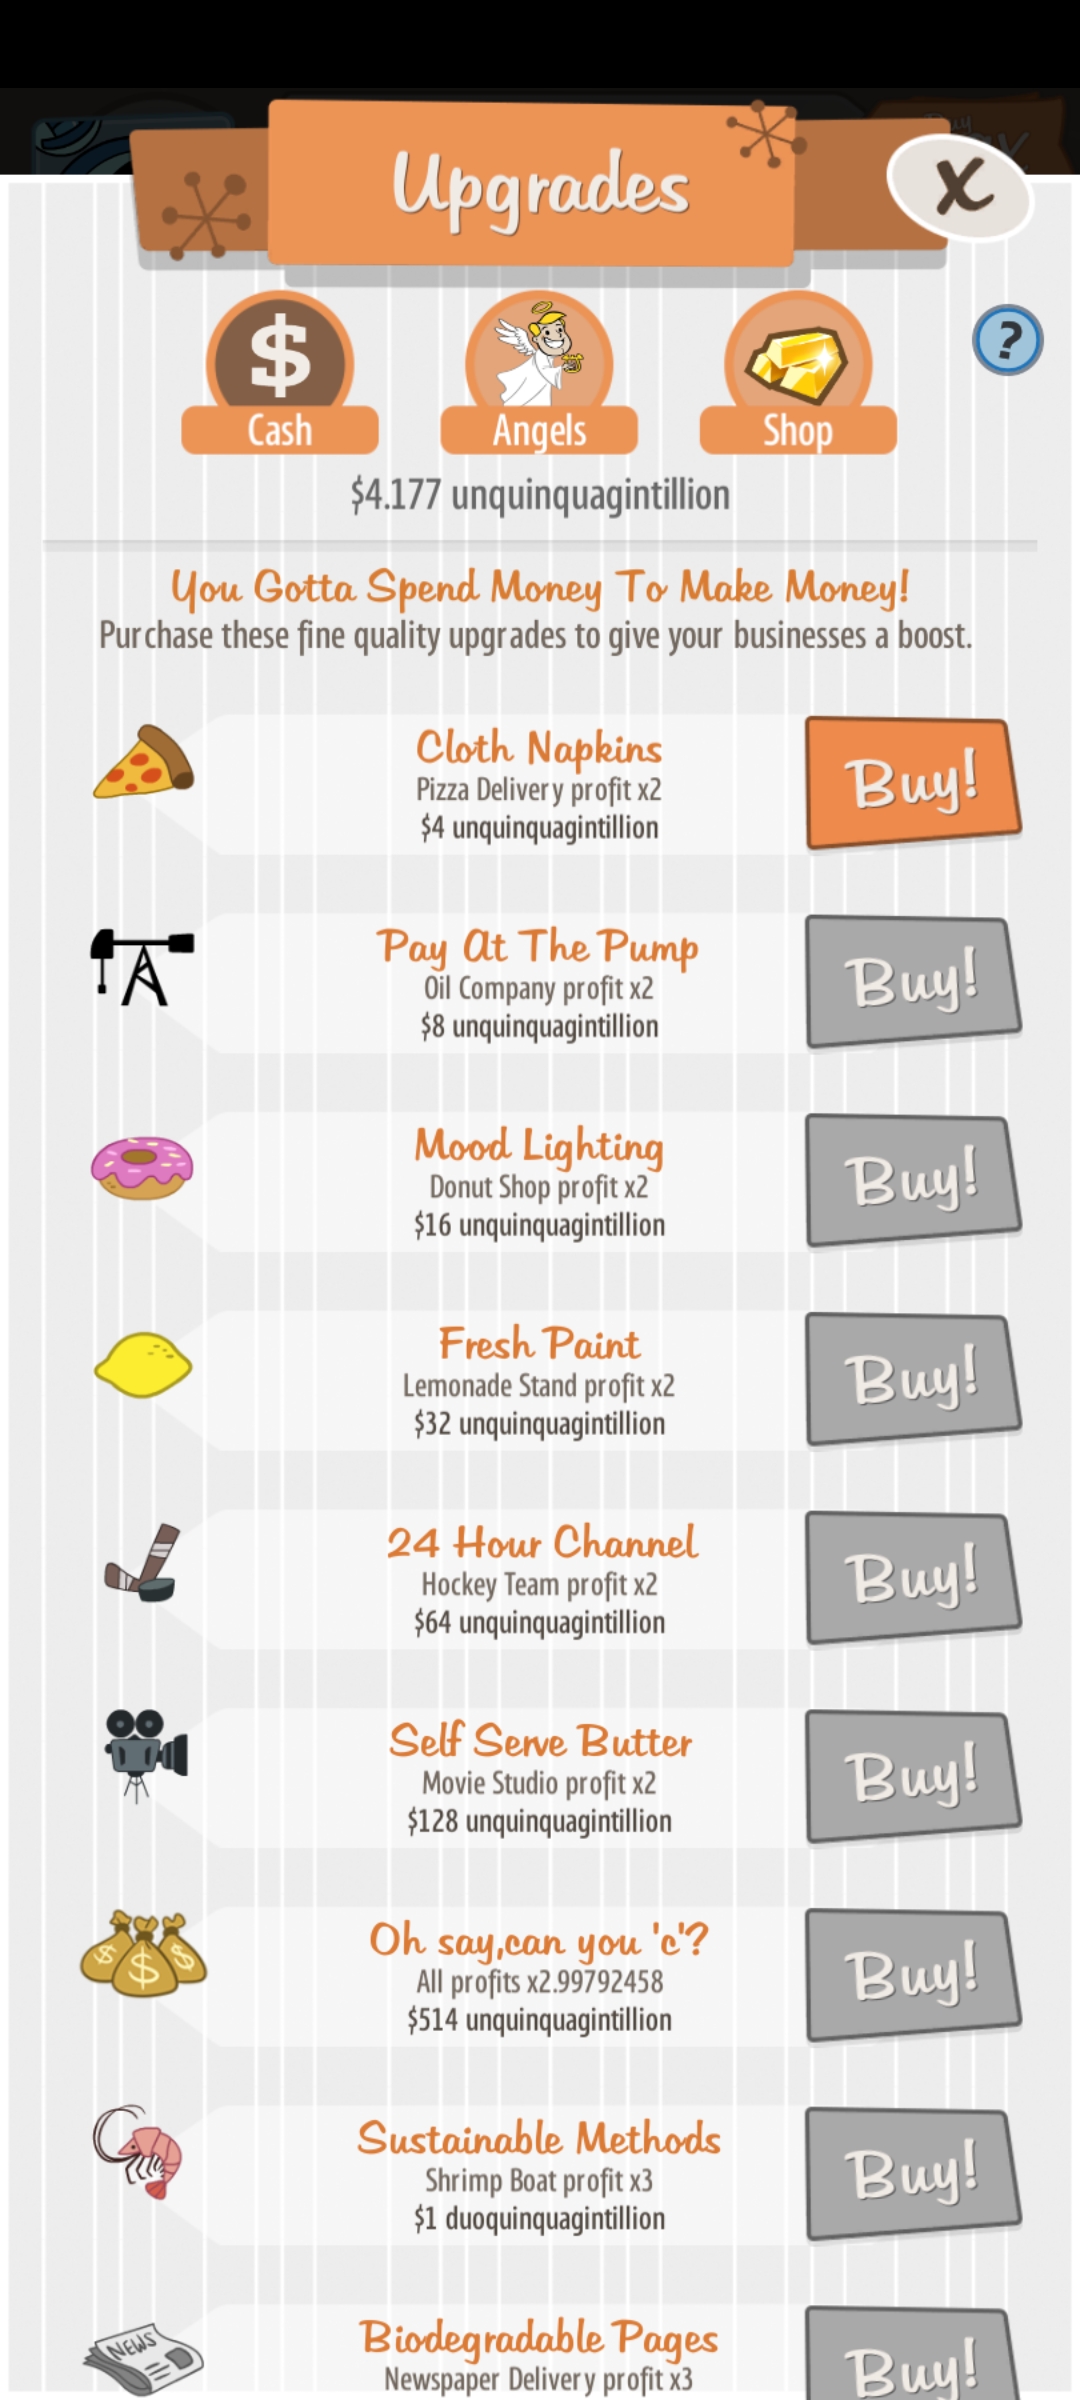 Upgrades
X
$
Cash
Angels
Shop
?
$4.177 unquinquagintillion
You Gotta Spend Money To Make Money!
Purchase these fine quality upgrades to give your businesses a boost.
Cloth Napkins
Pizza Delivery profit x2
$4 unquinquagintillion
Buy!
Pay At The Pump
Oil Company profit x2
$8 unquinquagintillion
Buy!
Mood Lighting
Donut Shop profit x2
$16 unquinquagintillion
Buy!
Fresh Paint
Lemonade Stand profit x2
$32 unquinquagintillion
Buy!
24 Hour Channel
Hockey Team profit x2
$64 unquinquagintillion
Buy!
Self Serve Butter
Movie Studio profit x2
$128 unquinquagintillion
Buy!
$ $ $
Oh say,can you 'c'?
All profits x2.99792458
$514 unquinquagintillion
Buy!
Sustainable Methods
Shrimp Boat profit x3
$1 duoquinquagintillion
Buy!
NEWS
Biodegradable Pages
Newspaper Delivery profit x3
Buy!